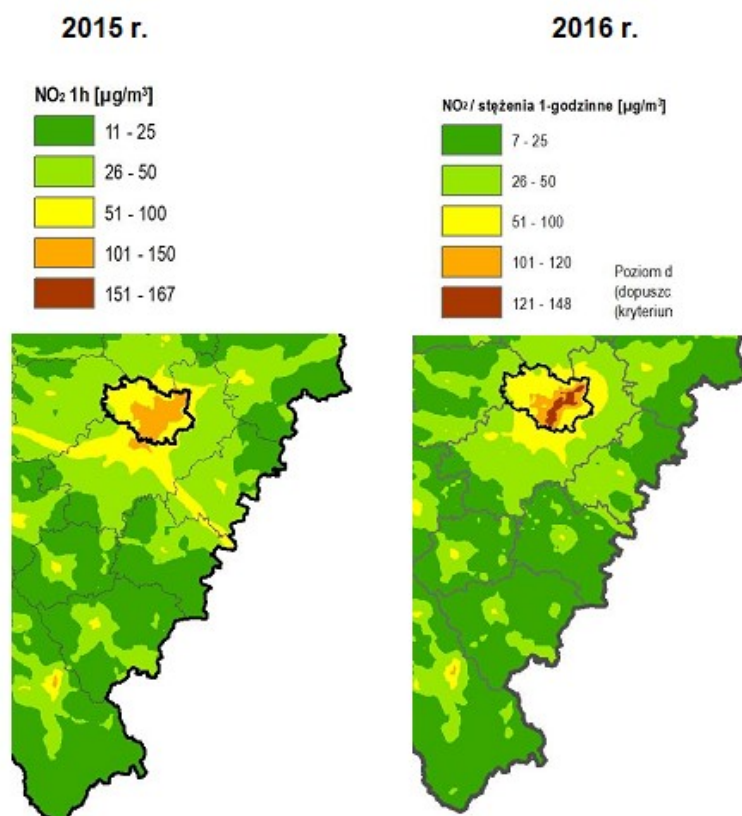 2015 r.
2016 r.
NO₂ 1h [µg/m³]
11 - 25
26 - 50
51 - 100
101 - 150
151 - 167
NO² / stężenia 1-godzinne [µg/m³]
7 - 25
26 - 50
51 - 100
101 - 120
121 - 148
Poziom d
(dopuszc
(kryteriun